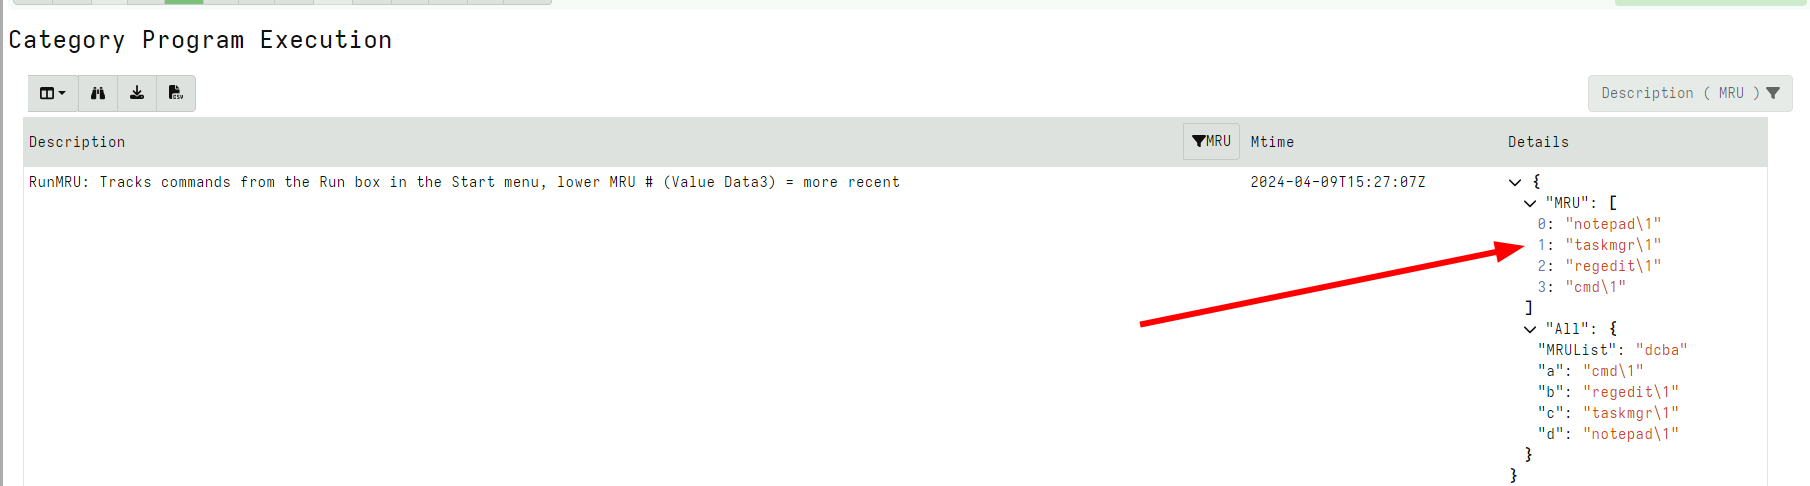 Category Program Execution
CSV
Description ( MRU )
Description MRU Mtime Details
RunMRU: Tracks commands from the Run box in the Start menu, lower MRU # (Value Data3) = more recent 2024-04-09T15:27:07Z {
"MRU": [
0: "notepad\1"
1: "taskmgr\1"
2: "regedit\1"
3: "cmd\1"
]
"All": {
"MRUList": "dcba"
"a": "cmd\1"
"b": "regedit\1"
"c": "taskmgr\1"
"d": "notepad\1"
}
}